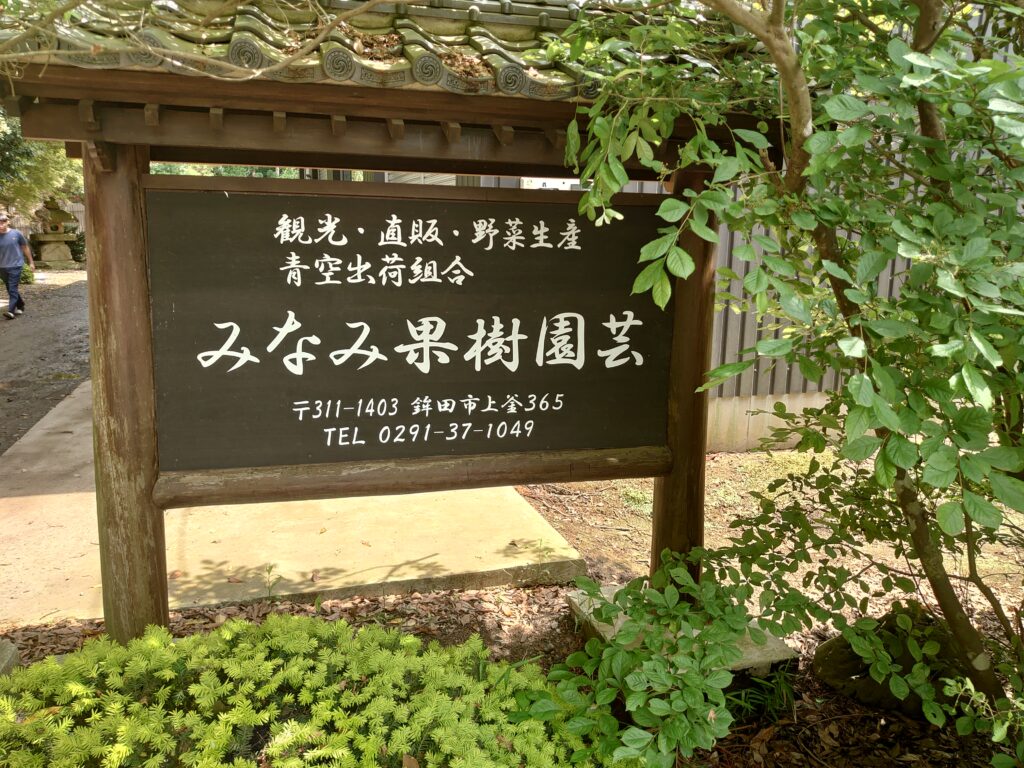 観光・直販・野菜生産
青空出荷組合
みなみ果樹園芸
〒311-1403 鉾田市上釜365
TEL 0291-37-1049